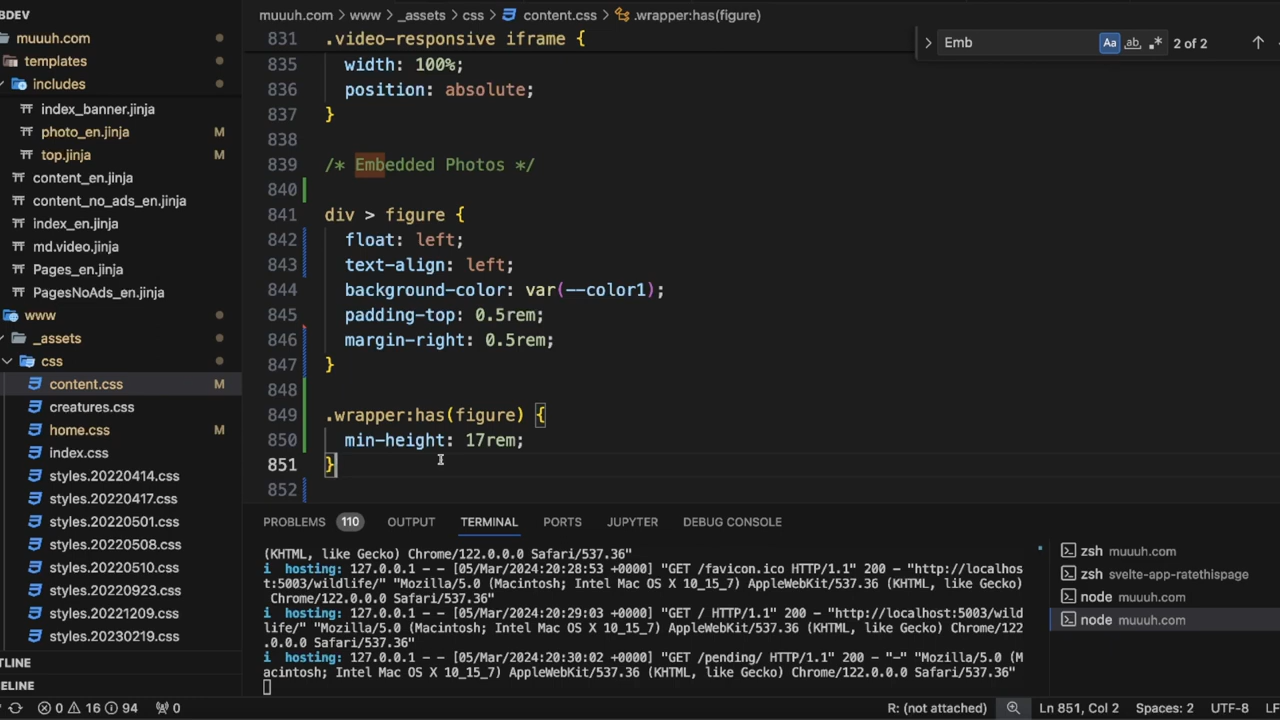 BDEV
muuuh.com
templates
includes
index_banner.jinja
photo_en.jinja M
top.jinja M
content_en.jinja
content_no_ads_en.jinja
index_en.jinja
md.video.jinja
Pages_en.jinja
PagesNoAds_en.jinja
www
_assets
css
content.css M
creatures.css
home.css M
index.css
styles.20220414.css
styles.20220417.css
styles.20220501.css
styles.20220508.css
styles.20220510.css
styles.20220923.css
styles.20221209.css
styles.20230219.css
TLINE
ELINE
muuuh.com > www > _assets > css > content.css > .wrapper:has(figure)
Emb Aa ab 2 of 2
831 .video-responsive iframe {
835 width: 100%;
836 position: absolute;
837 }
838
839 /* Embedded Photos */
840
841 div > figure {
842 float: left;
843 text-align: left;
844 background-color: var(--color1);
845 padding-top: 0.5rem;
846 margin-right: 0.5rem;
847 }
848
849 .wrapper:has(figure) {
850 min-height: 17rem;
851 }
852
PROBLEMS 110 OUTPUT TERMINAL PORTS JUPYTER DEBUG CONSOLE
(KHTML, like Gecko) Chrome/122.0.0.0 Safari/537.36"
i hosting: 127.0.0.1 - - [05/Mar/2024:20:28:53 +0000] "GET /favicon.ico HTTP/1.1" 200 - "http://localhos
t:5003/wildlife/" "Mozilla/5.0 (Macintosh; Intel Mac OS X 10_15_7) AppleWebKit/537.36 (KHTML, like Gecko)
Chrome/122.0.0.0 Safari/537.36"
i hosting: 127.0.0.1 - - [05/Mar/2024:20:29:03 +0000] "GET / HTTP/1.1" 200 - "http://localhost:5003/wild
life/" "Mozilla/5.0 (Macintosh; Intel Mac OS X 10_15_7) AppleWebKit/537.36 (KHTML, like Gecko) Chrome/122
.0.0.0 Safari/537.36"
i hosting: 127.0.0.1 - - [05/Mar/2024:20:30:02 +0000] "GET /pending/ HTTP/1.1" 200 - "-" "Mozilla/5.0 (M
acintosh; Intel Mac OS X 10_15_7) AppleWebKit/537.36 (KHTML, like Gecko) Chrome/122.0.0.0 Safari/537.36"
zsh muuuh.com
zsh svelte-app-ratethispage
node muuuh.com
node muuuh.com
0 16 94 0
R: (not attached) Ln 851, Col 2 Spaces: 2 UTF-8 LF